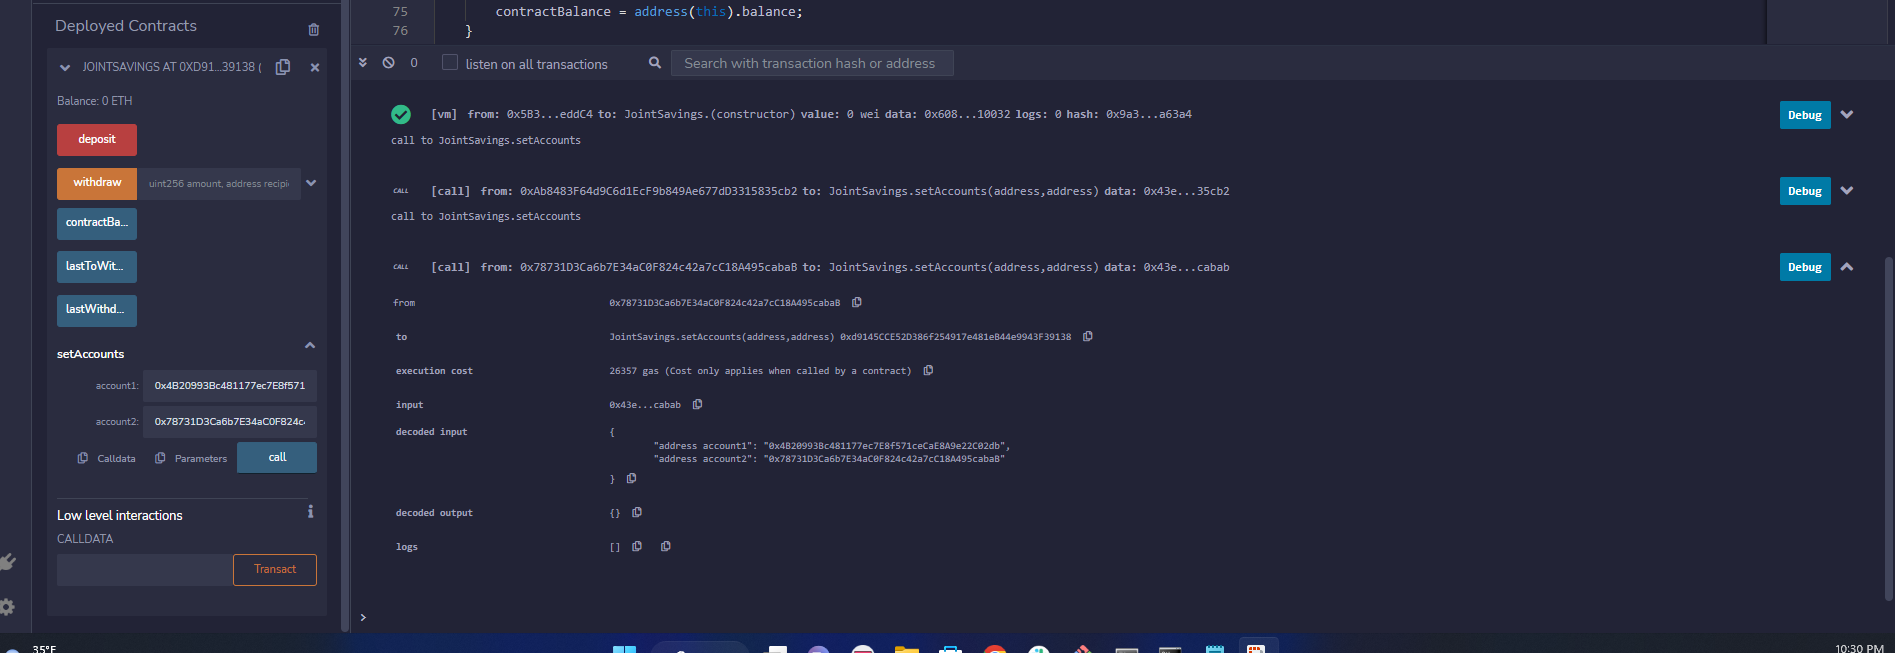 Deployed Contracts
JOINTSAVINGS AT 0XD91...39138 (
Balance: 0 ETH
deposit
withdraw
uint256 amount, address recipi
contractBa...
lastToWit...
lastWithd...
setAccounts
account1:
0x4B20993Bc481177ec7E8f571
account2:
0x78731D3Ca6b7E34aC0F824c
Calldata
Parameters
call
Low level interactions
CALLDATA
Transact
75 contractBalance = address(this).balance;
76 }
0
listen on all transactions
Search with transaction hash or address
[vm] from: 0x5B3...eddC4 to: JointSavings.(constructor) value: 0 wei data: 0x608...10032 logs: 0 hash: 0x9a3...a63a4
Debug
call to JointSavings.setAccounts
CALL [call] from: 0xAb8483F64d9C6d1EcF9b849Ae677dD3315835cb2 to: JointSavings.setAccounts(address,address) data: 0x43e...35cb2
Debug
call to JointSavings.setAccounts
CALL [call] from: 0x78731D3Ca6b7E34aC0F824c42a7cC18A495cabaB to: JointSavings.setAccounts(address,address) data: 0x43e...cabab
Debug
from 0x78731D3Ca6b7E34aC0F824c42a7cC18A495cabaB
to JointSavings.setAccounts(address,address) 0xd9145CCE52D386f254917e481eB44e9943F39138
execution cost 26357 gas (Cost only applies when called by a contract)
input 0x43e...cabab
decoded input {
"address account1": "0x4B20993Bc481177ec7E8f571ceCaE8A9e22C02db",
"address account2": "0x78731D3Ca6b7E34aC0F824c42a7cC18A495cabaB"
}
decoded output {}
logs []
>
35°F
10:30 PM